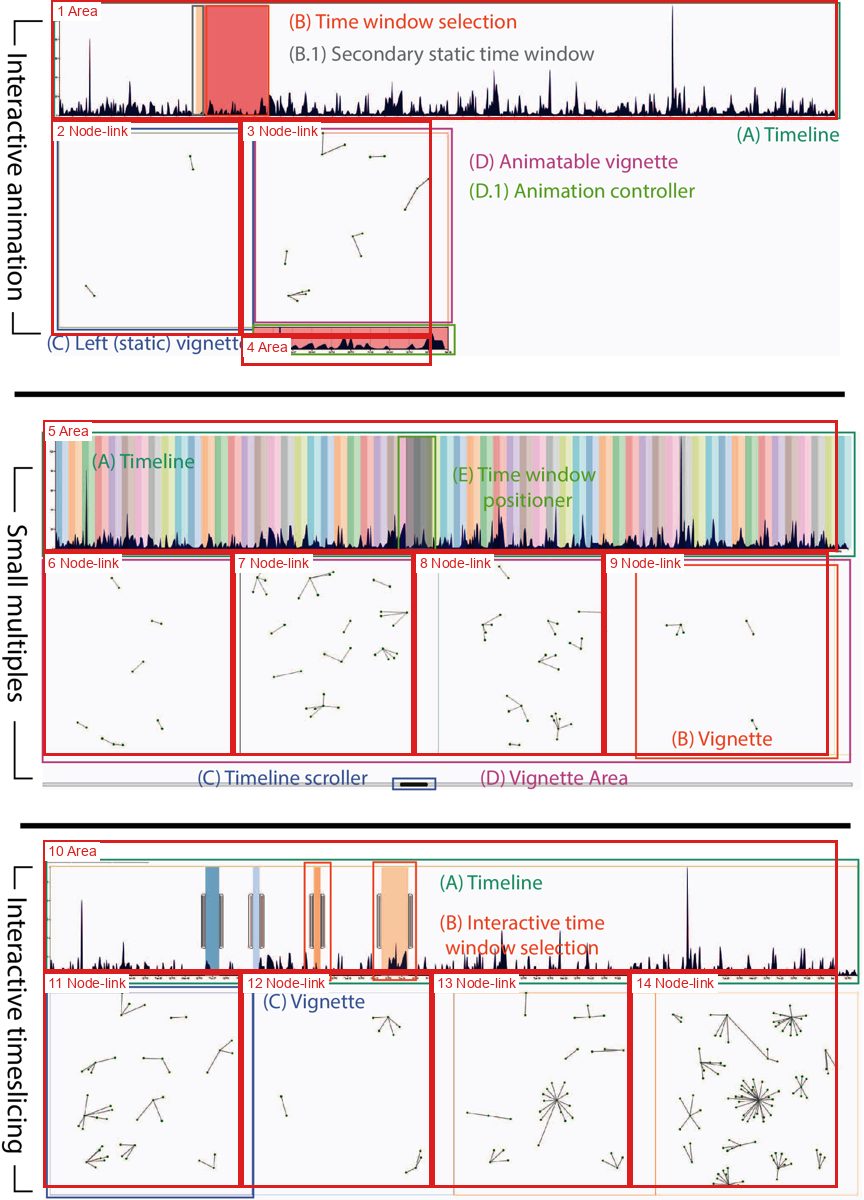 Interactive animation
1 Area
(B) Time window selection
(B.1) Secondary static time window
(A) Timeline
2 Node-link
3 Node-link
(D) Animatable vignette
(D.1) Animation controller
(C) Left (static) vignette
4 Area
Small multiples
5 Area
(A) Timeline
(E) Time window
positioner
6 Node-link
7 Node-link
8 Node-link
9 Node-link
(B) Vignette
(C) Timeline scroller
(D) Vignette Area
Interactive timeslicing
10 Area
(A) Timeline
(B) Interactive time
window selection
11 Node-link
12 Node-link
13 Node-link
14 Node-link
(C) Vignette